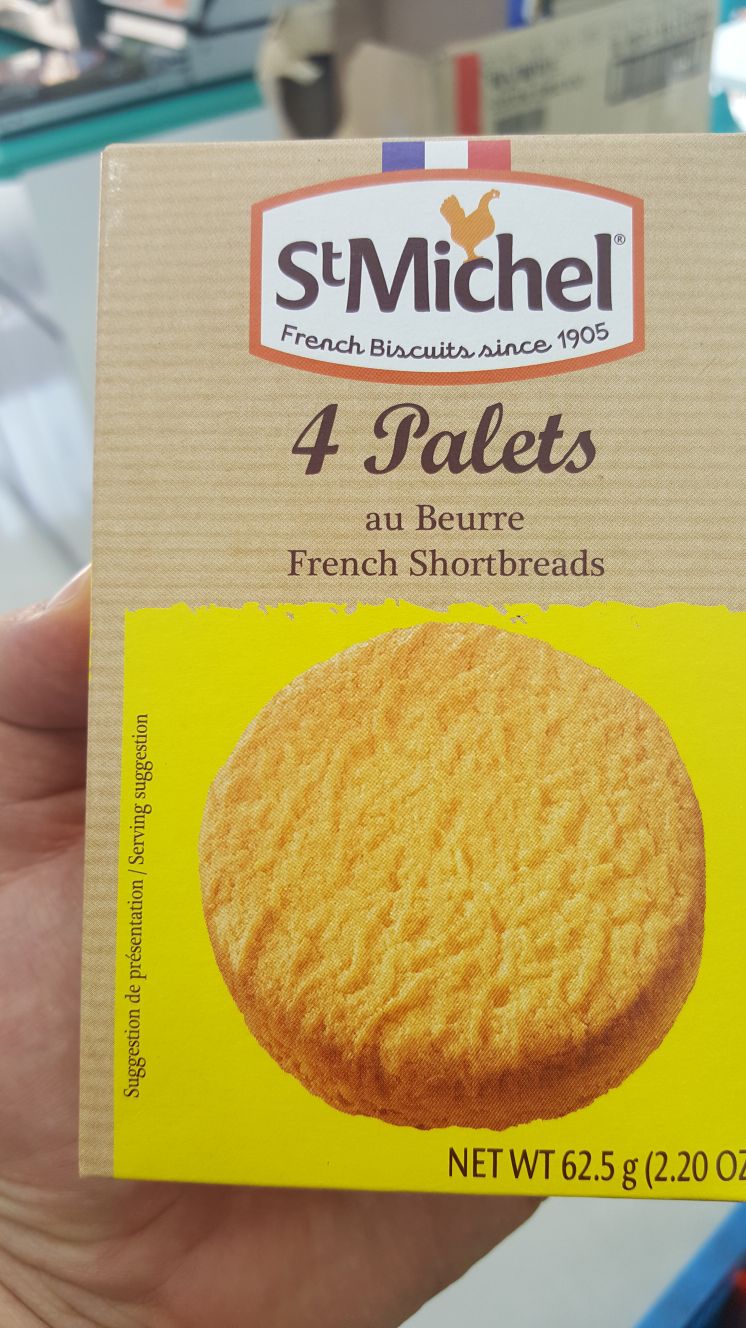 StMichel®
French Biscuits since 1905
4 Palets
au Beurre
French Shortbreads
Suggestion de présentation / Serving suggestion
NET WT 62.5 g (2.20 OZ